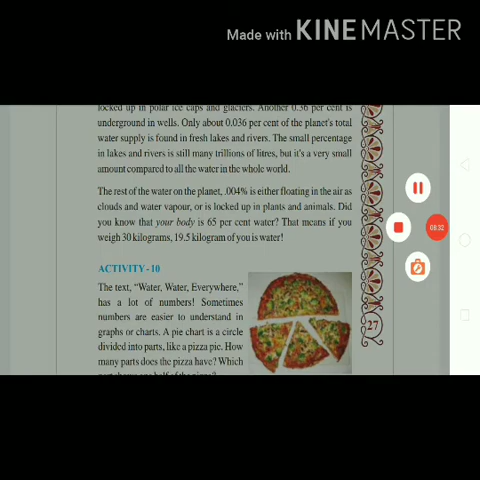 Made with KINEMASTER
locked up in polar ice caps and glaciers. Another 0.36 per cent is
underground in wells. Only about 0.036 per cent of the planet's total
water supply is found in fresh lakes and rivers. The small percentage
in lakes and rivers is still many trillions of litres, but it's a very small
amount compared to all the water in the whole world.
The rest of the water on the planet, .004% is either floating in the air as
clouds and water vapour, or is locked up in plants and animals. Did
you know that your body is 65 per cent water? That means if you
weigh 30 kilograms, 19.5 kilogram of you is water!
08:32
ACTIVITY - 10
The text, “Water, Water, Everywhere,”
has a lot of numbers! Sometimes
numbers are easier to understand in
graphs or charts. A pie chart is a circle
divided into parts, like a pizza pie. How
many parts does the pizza have? Which
part shows one half of the pizza?
27